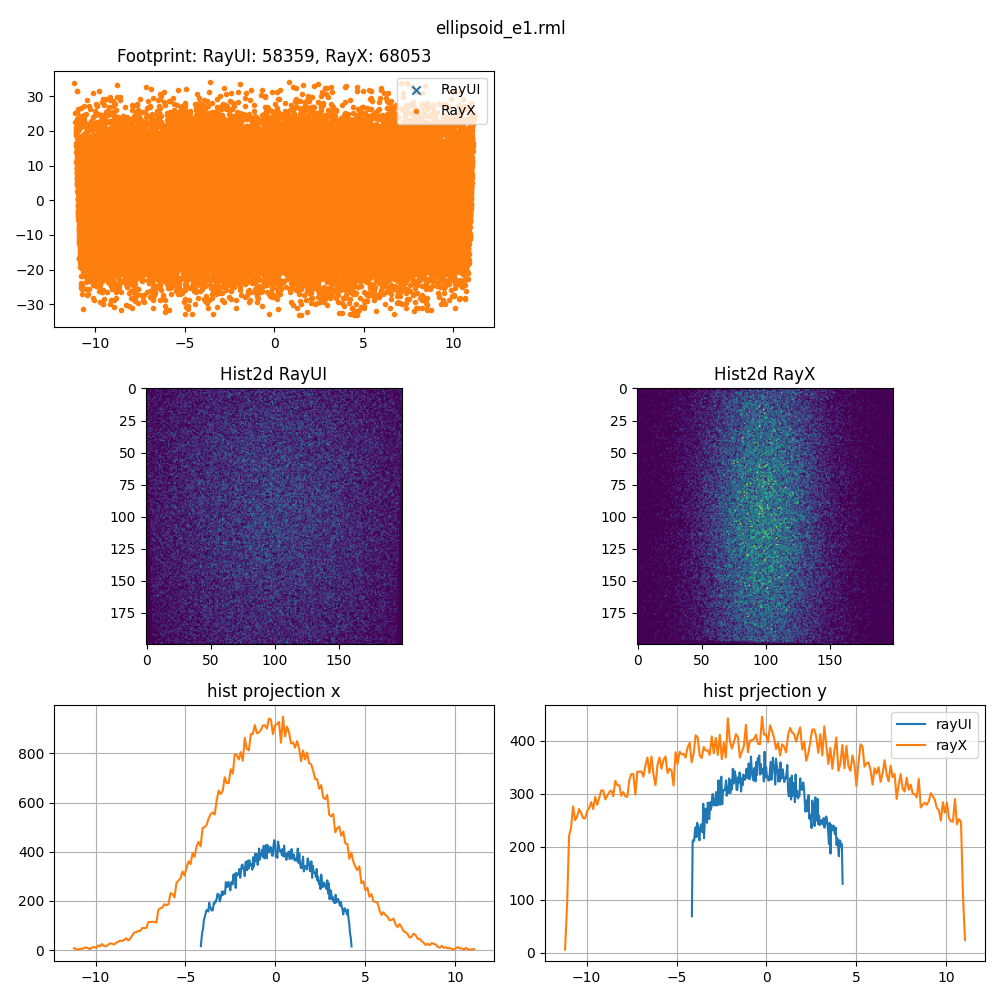 ellipsoid_e1.rml
Footprint: RayUI: 58359, RayX: 68053
RayUI
RayX
30
20
10
0
−10
−20
−30
−10 −5 0 5 10
Hist2d RayUI
0
25
50
75
100
125
150
175
0 50 100 150
Hist2d RayX
0
25
50
75
100
125
150
175
0 50 100 150
hist projection x
800
600
400
200
0
−10 −5 0 5 10
hist prjection y
rayUI
rayX
400
300
200
100
0
−10 −5 0 5 10